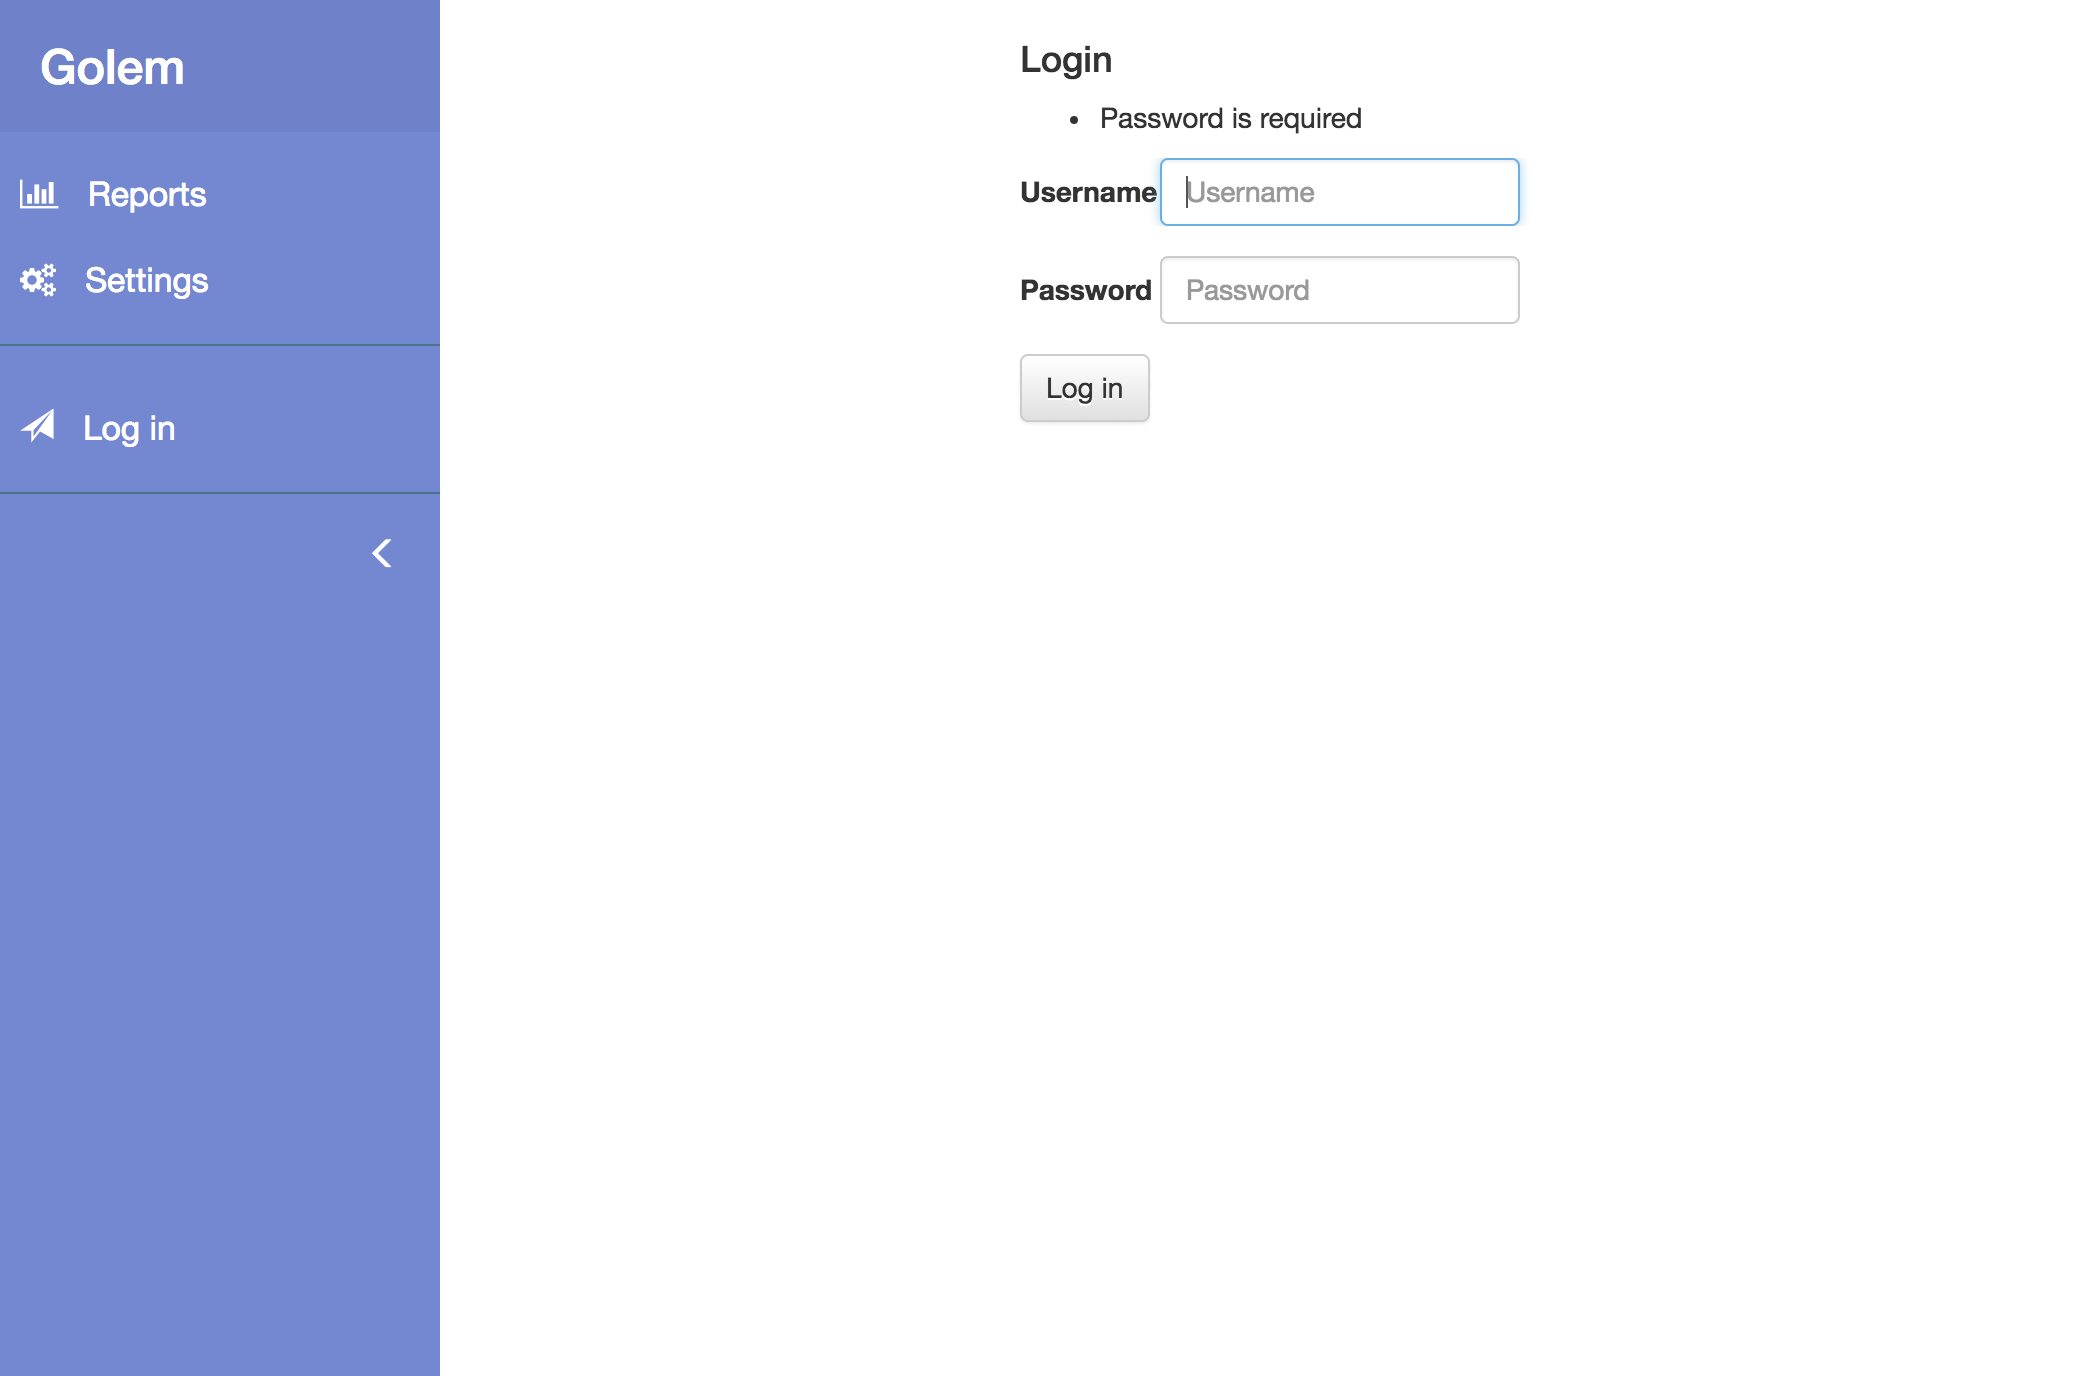 Golem
Reports
Settings
Log in
Login
• Password is required
Username Username
Password Password
Log in